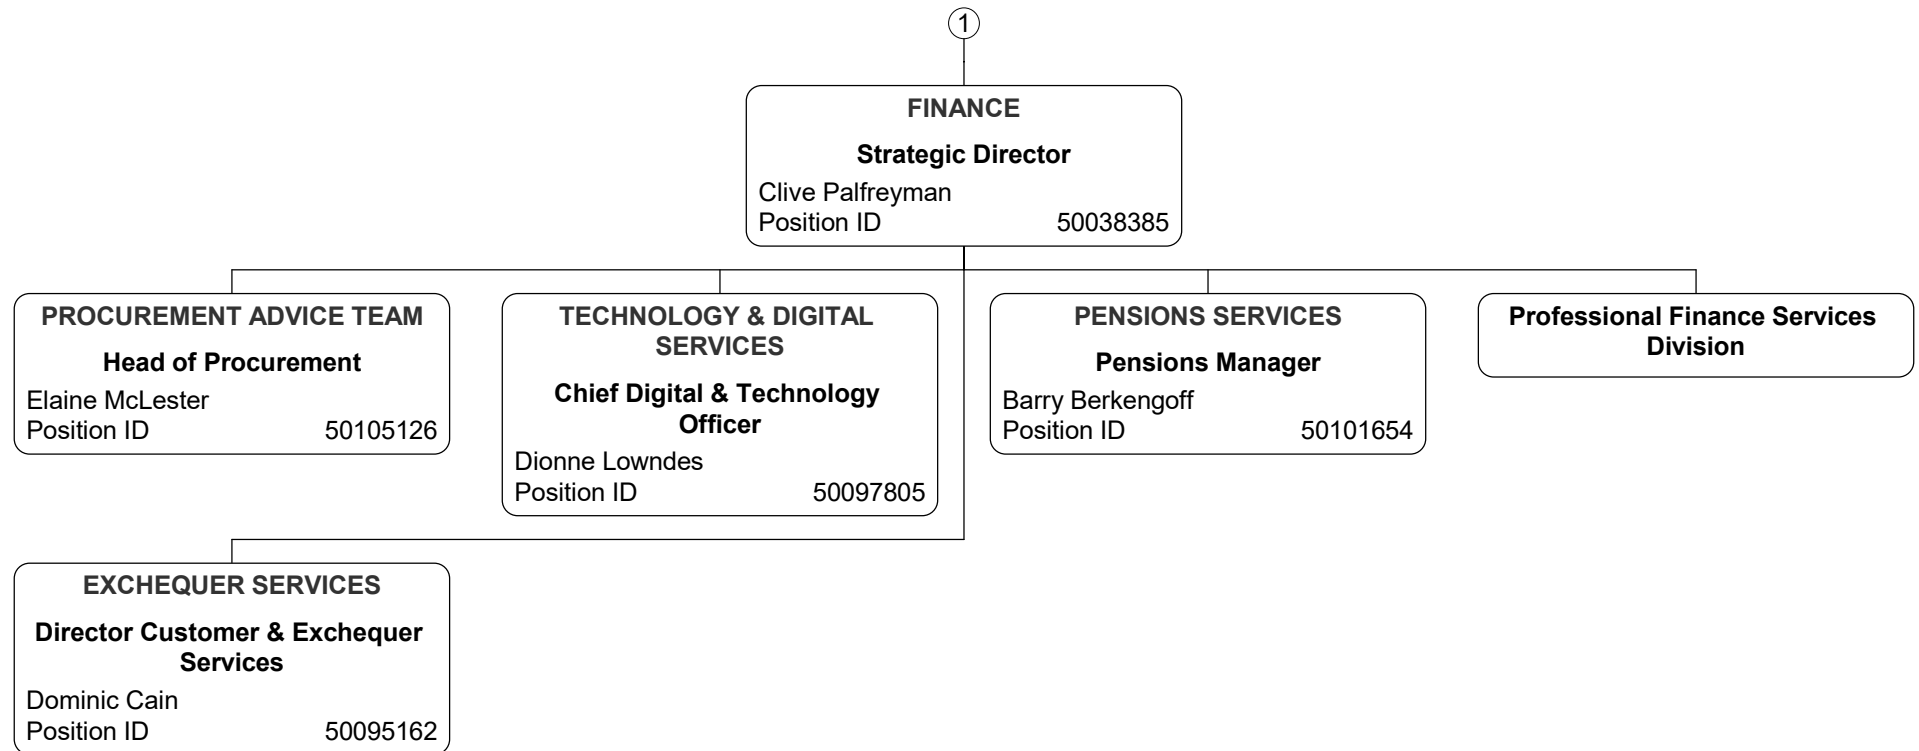 1
FINANCE
Strategic Director
Clive Palfreyman
Position ID 50038385
PROCUREMENT ADVICE TEAM
Head of Procurement
Elaine McLester
Position ID 50105126
TECHNOLOGY & DIGITAL
SERVICES
Chief Digital & Technology
Officer
Dionne Lowndes
Position ID 50097805
PENSIONS SERVICES
Pensions Manager
Barry Berkengoff
Position ID 50101654
Professional Finance Services
Division
EXCHEQUER SERVICES
Director Customer & Exchequer
Services
Dominic Cain
Position ID 50095162